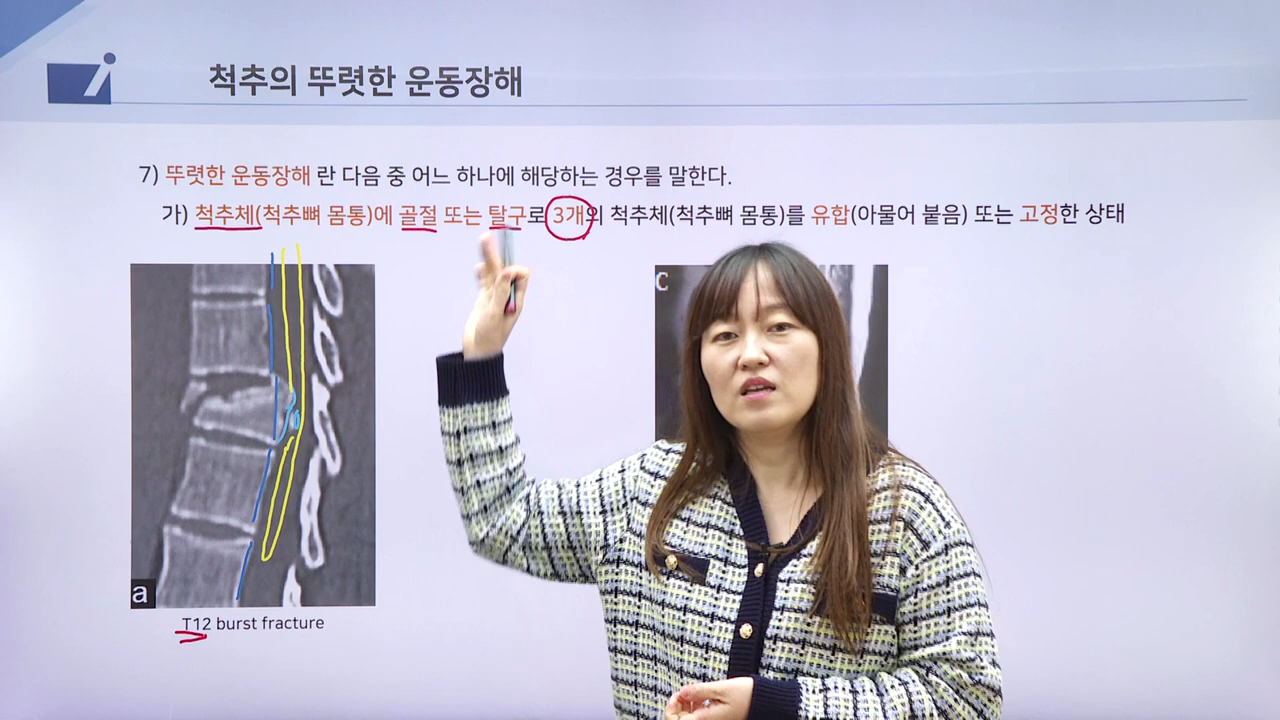 척추의 뚜렷한 운동장해
7) 뚜렷한 운동장해 란 다음 중 어느 하나에 해당하는 경우를 말한다.
가) 척추체(척추뼈 몸통)에 골절 또는 탈구로 3개의 척추체(척추뼈 몸통)를 유합(아물어 붙음) 또는 고정한 상태
C
a
T12 burst fracture